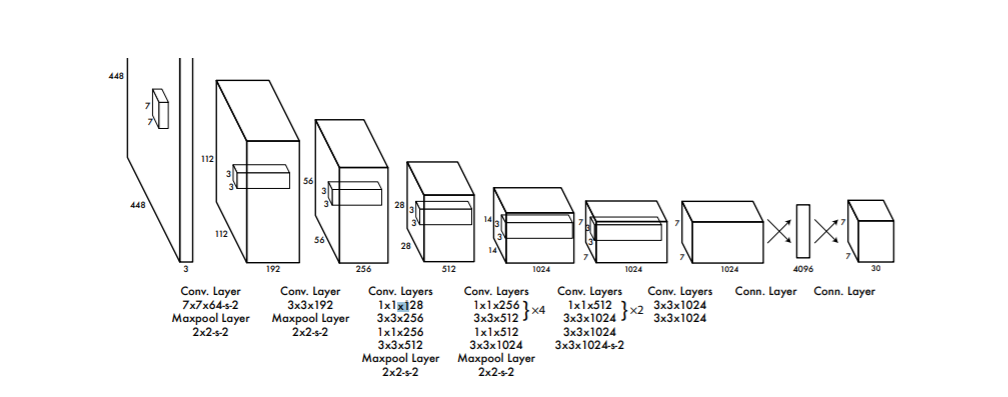 448
7
7
448
3
112
3
3
112
192
56
3
3
56
256
28
3
3
28
512
14
3
3
14
1024
7
3
3
7
1024
7
7
1024
4096
7
7
30
Conv. Layer
7x7x64-s-2
Maxpool Layer
2x2-s-2
Conv. Layer
3x3x192
Maxpool Layer
2x2-s-2
Conv. Layers
1x1x128
3x3x256
1x1x256
3x3x512
Maxpool Layer
2x2-s-2
Conv. Layers
1x1x256
3x3x512
}×4
1x1x512
3x3x1024
Maxpool Layer
2x2-s-2
Conv. Layers
1x1x512
3x3x1024
}×2
3x3x1024
3x3x1024-s-2
Conv. Layers
3x3x1024
3x3x1024
Conn. Layer
Conn. Layer